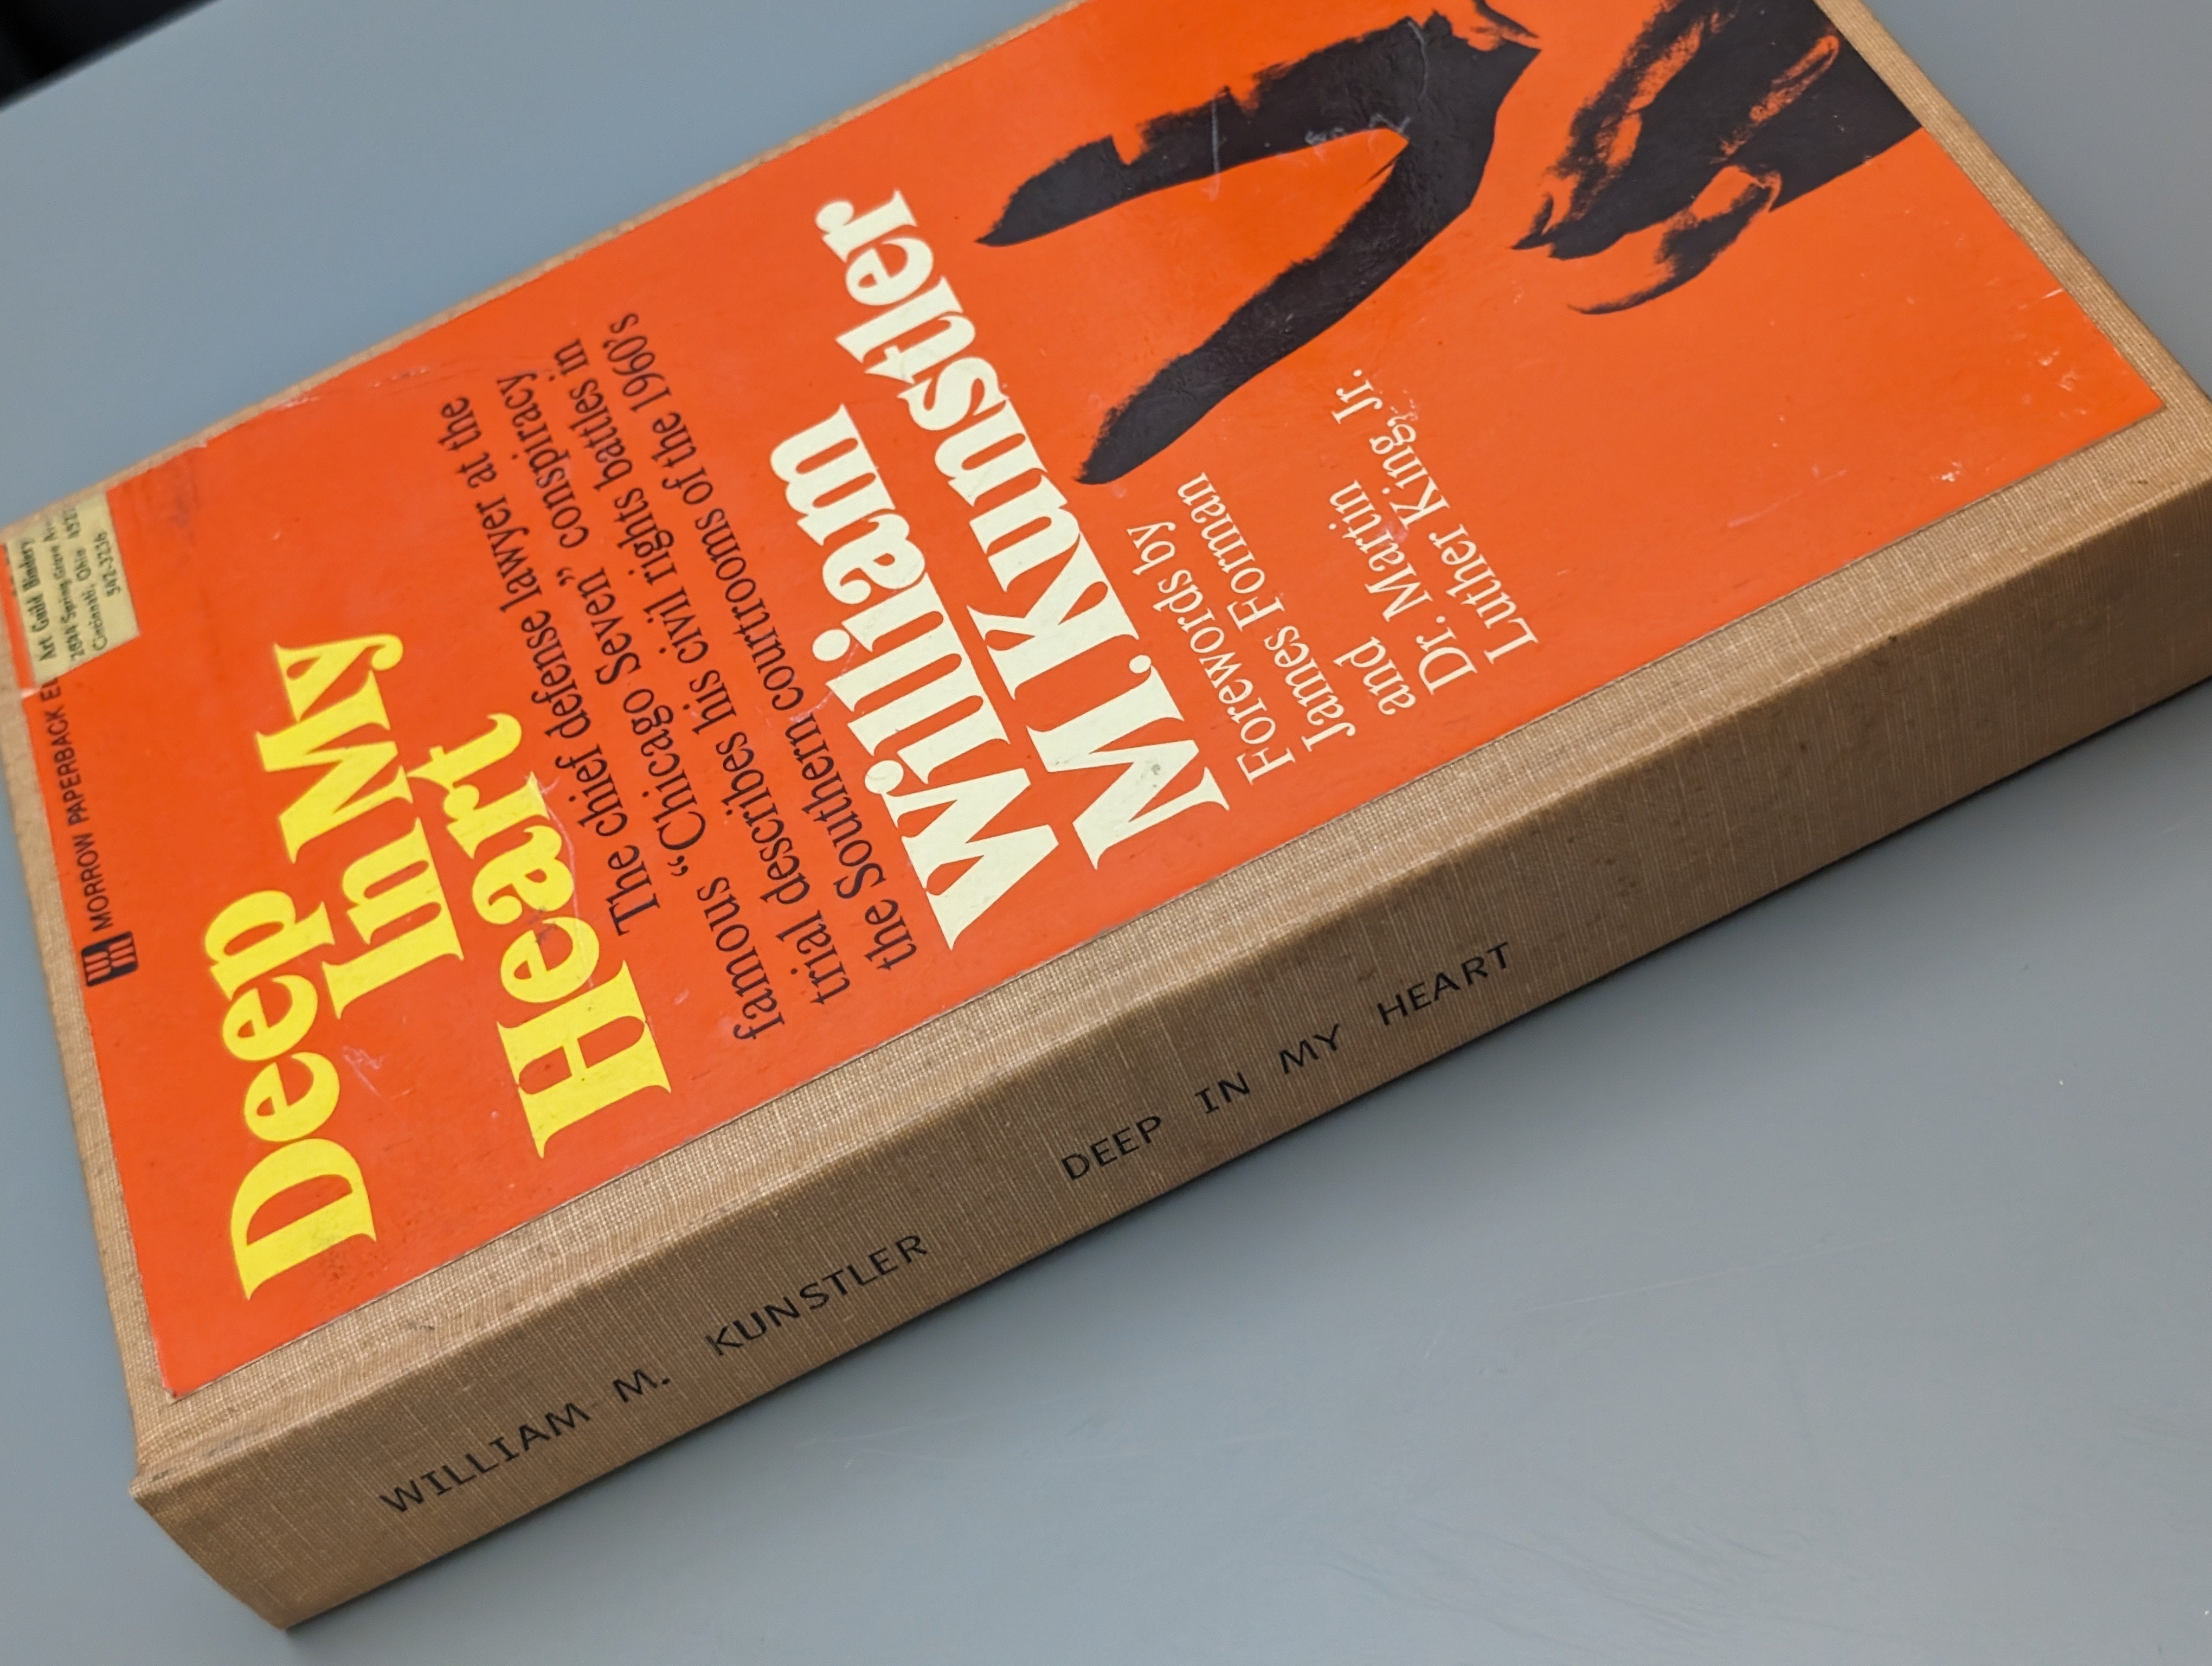 MORROW PAPERBACK
Art Guild Bindery
Cincinnati, Ohio
542-3236
Deep
In My
Heart
The chief defense lawyer at the
famous “Chicago Seven” conspiracy
trial describes his civil rights battles in
the Southern courtrooms of the 1960's
William
M. Kunstler
Forewords by
James Forman
and
Dr. Martin
Luther King, Jr.
WILLIAM M. KUNSTLER DEEP IN MY HEART